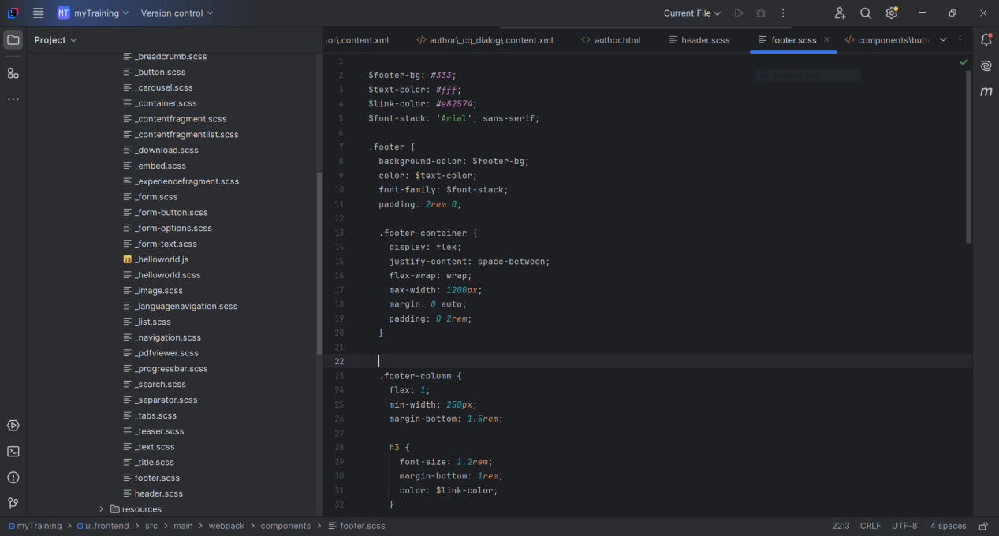 MT myTraining Version control Current File
Project
or\.content.xml author\_cq_dialog\.content.xml author.html header.scss footer.scss components\butt
_breadcrumb.scss
_button.scss
_carousel.scss
_container.scss
_contentfragment.scss
_contentfragmentlist.scss
_download.scss
_embed.scss
_experiencefragment.scss
_form.scss
_form-button.scss
_form-options.scss
_form-text.scss
JS _helloworld.js
_helloworld.scss
_image.scss
_languagenavigation.scss
_list.scss
_navigation.scss
_pdfviewer.scss
_progressbar.scss
_search.scss
_separator.scss
_tabs.scss
_teaser.scss
_text.scss
_title.scss
footer.scss
header.scss
resources
1
2 $footer-bg: #333;
3 $text-color: #fff;
4 $link-color: #e82574;
5 $font-stack: 'Arial', sans-serif;
6
7 .footer {
8 background-color: $footer-bg;
9 color: $text-color;
10 font-family: $font-stack;
11 padding: 2rem 0;
12
13 .footer-container {
14 display: flex;
15 justify-content: space-between;
16 flex-wrap: wrap;
17 max-width: 1200px;
18 margin: 0 auto;
19 padding: 0 2rem;
20 }
21
22
23 .footer-column {
24 flex: 1;
25 min-width: 250px;
26 margin-bottom: 1.5rem;
27
28 h3 {
29 font-size: 1.2rem;
30 margin-bottom: 1rem;
31 color: $link-color;
32 }
m
myTraining > ui.frontend > src > main > webpack > components > footer.scss 22:3 CRLF UTF-8 4 spaces